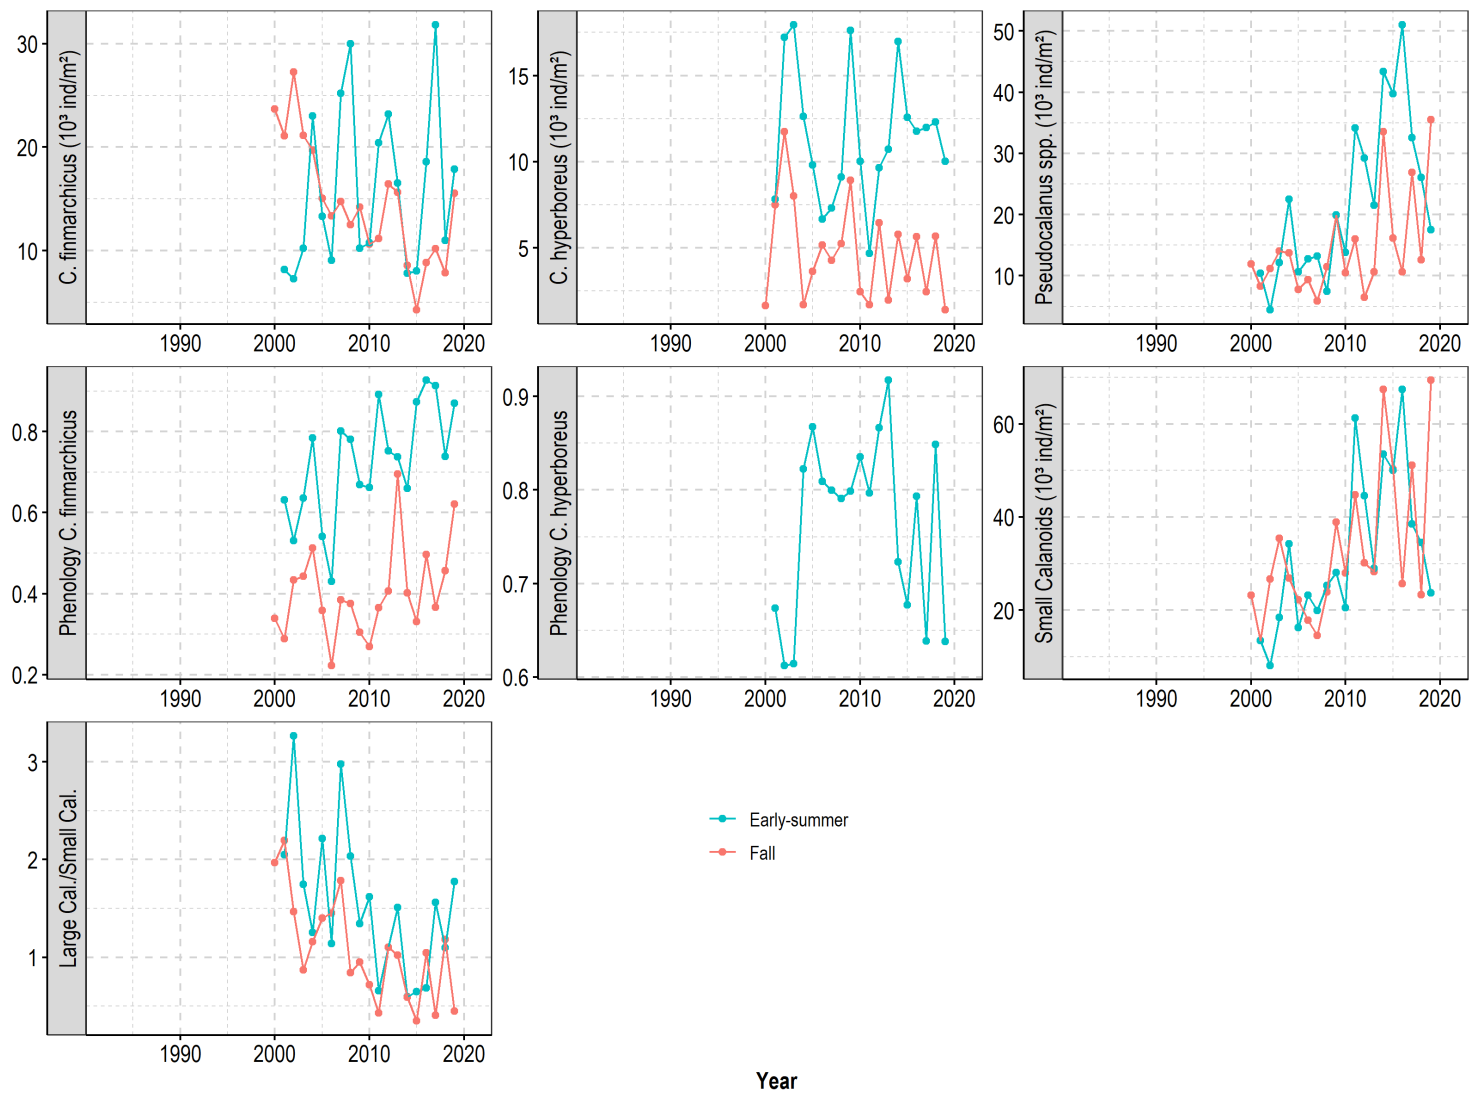 C. finmarchicus (10³ ind/m²)
30
20
10
1990 2000 2010 2020
C. hyperboreus (10³ ind/m²)
15
10
5
1990 2000 2010 2020
Pseudocalanus spp. (10³ ind/m²)
50
40
30
20
10
1990 2000 2010 2020
Phenology C. finmarchicus
0.8
0.6
0.4
0.2
1990 2000 2010 2020
Phenology C. hyperboreus
0.9
0.8
0.7
0.6
1990 2000 2010 2020
Small Calanoids (10³ ind/m²)
60
40
20
1990 2000 2010 2020
Large Cal./Small Cal.
3
2
1
1990 2000 2010 2020
Early-summer
Fall
Year